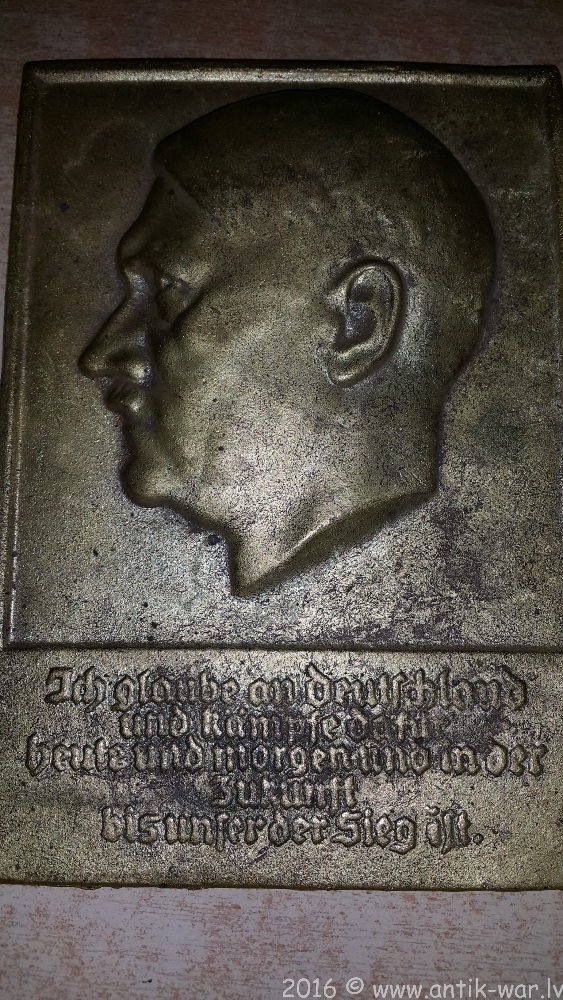 Ich glaube an Deutschland
und kämpfe dafü
heute und morgen und in der
Zukunft
bis unser der Sieg ist.
2016 © www.antik-war.lv